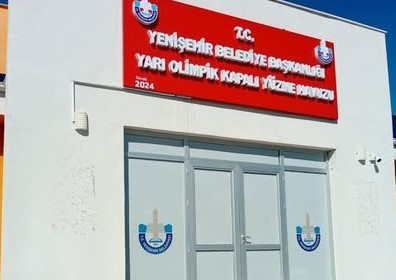 T.C.
YENİŞEHİR BELEDİYE BAŞKANLIĞI
YARI OLİMPİK KAPALI YÜZME HAVUZU
Ocak
2024